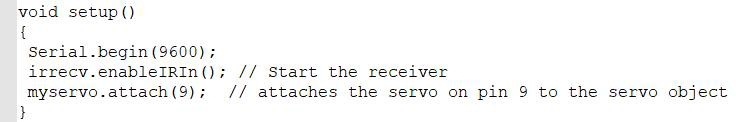 void setup()
{
Serial.begin(9600);
irrecv.enableIRIn(); // Start the receiver
myservo.attach(9);  // attaches the servo on pin 9 to the servo object
}